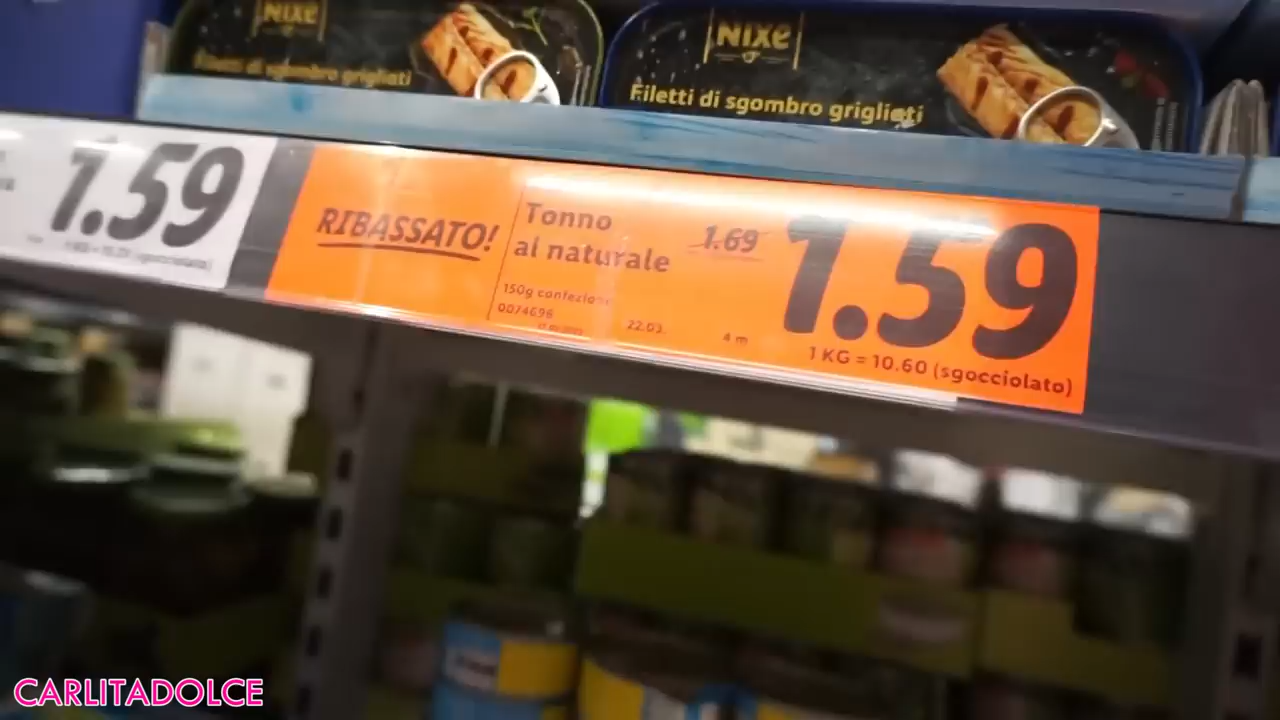 NIXE
Filetti di sgombro grigliati
NIXE
Filetti di sgombro grigliati
1.59
(sgocciolato)
RIBASSATO!
Tonno
al naturale
150g confezione
0074696
22.03.
4 m
1.69
1.59
1 KG = 10.60 (sgocciolato)
CARLITADOLCE